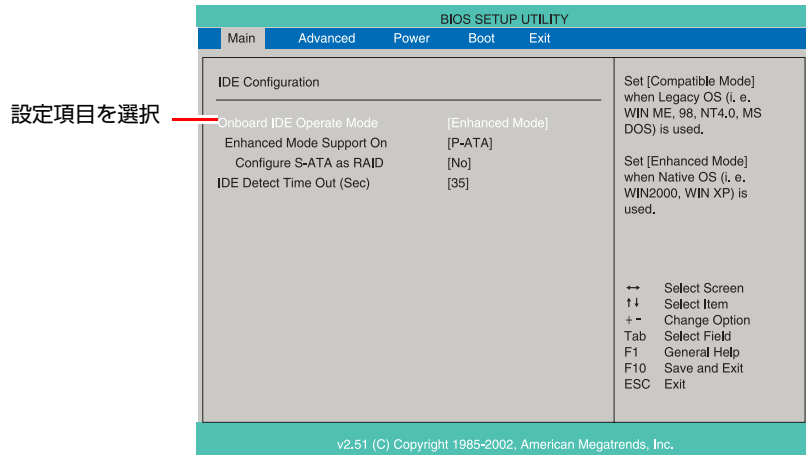 BIOS SETUP UTILITY
Main Advanced Power Boot Exit
設定項目を選択
IDE Configuration
Onboard IDE Operate Mode [Enhanced Mode]
Enhanced Mode Support On [P-ATA]
Configure S-ATA as RAID [No]
IDE Detect Time Out (Sec) [35]
Set [Compatible Mode]
when Legacy OS (i. e.
WIN ME, 98, NT4.0, MS
DOS) is used.
Set [Enhanced Mode]
when Native OS (i. e.
WIN2000, WIN XP) is
used.
↔ Select Screen
↑↓ Select Item
+ - Change Option
Tab Select Field
F1 General Help
F10 Save and Exit
ESC Exit
v2.51 (C) Copyright 1985-2002, American Megatrends, Inc.